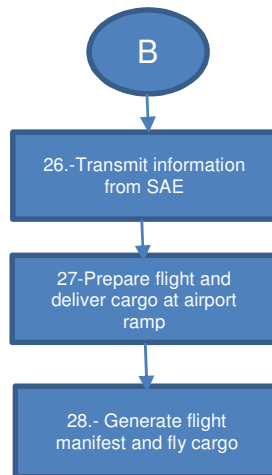 B
26.-Transmit information
from SAE
27-Prepare flight and
deliver cargo at airport
ramp
28.- Generate flight
manifest and fly cargo